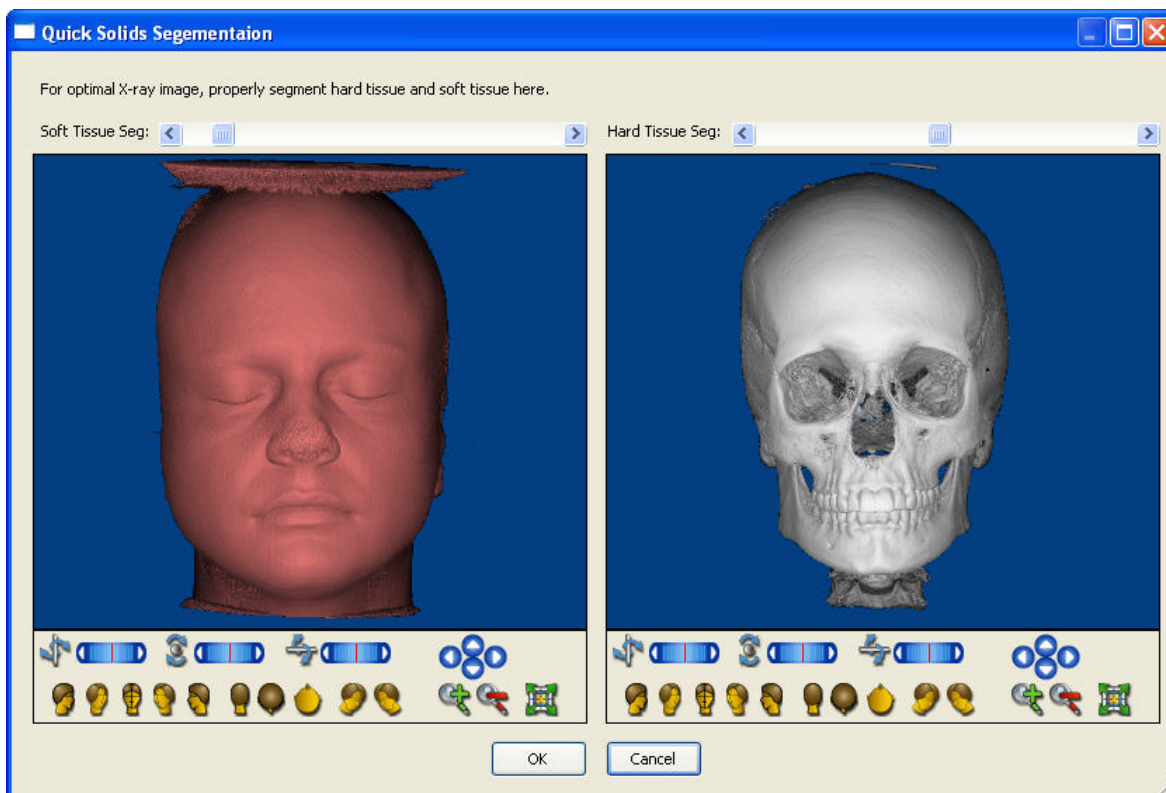 Quick Solids Segementaion
For optimal X-ray image, properly segment hard tissue and soft tissue here.
Soft Tissue Seg:
Hard Tissue Seg:
OK
Cancel